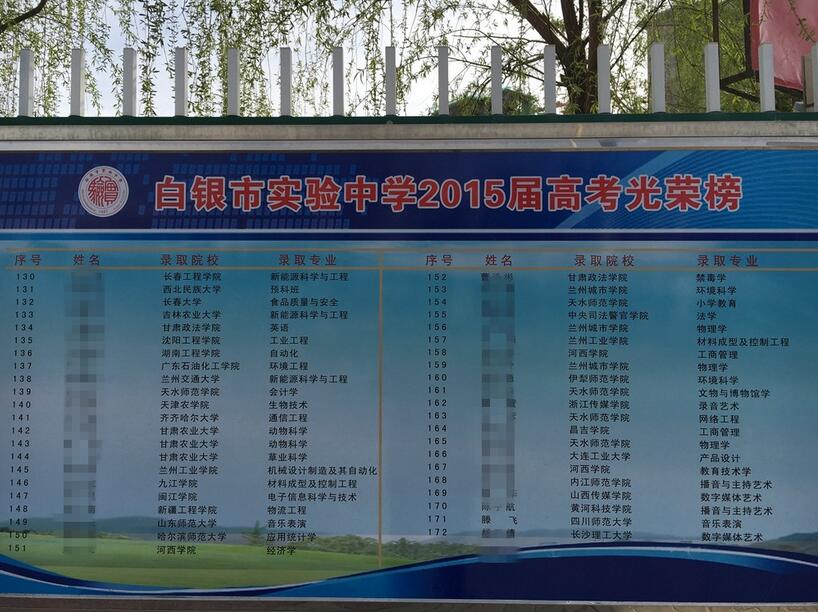 白银市实验中学2015届高考光荣榜
序号 姓名 录取院校 录取专业
130 长春工程学院 新能源科学与工程
131 西北民族大学 预科班
132 长春大学 食品质量与安全
133 吉林农业大学 新能源科学与工程
134 甘肃政法学院 英语
135 沈阳工程学院 工业工程
136 湖南工程学院 自动化
137 广东石油化工学院 环境工程
138 兰州交通大学 新能源科学与工程
139 天水师范学院 会计学
140 天津农学院 生物技术
141 齐齐哈尔大学 通信工程
142 甘肃农业大学 动物科学
143 甘肃农业大学 动物科学
144 甘肃农业大学 草业科学
145 兰州工业学院 机械设计制造及其自动化
146 九江学院 材料成型及控制工程
147 闽江学院 电子信息科学与技术
148 新疆工程学院 物流工程
149 山东师范大学 音乐表演
150 哈尔滨师范大学 应用统计学
151 河西学院 经济学
序号 姓名 录取院校 录取专业
152 甘肃政法学院 禁毒学
153 兰州城市学院 环境科学
154 天水师范学院 小学教育
155 中央司法警官学院 法学
156 兰州城市学院 物理学
157 兰州工业学院 材料成型及控制工程
158 河西学院 工商管理
159 兰州城市学院 物理学
160 伊犁师范学院 环境科学
161 天水师范学院 文物与博物馆学
162 浙江传媒学院 录音艺术
163 天水师范学院 网络工程
164 昌吉学院 工商管理
165 天水师范学院 物理学
166 大连工业大学 产品设计
167 河西学院 教育技术学
168 内江师范学院 播音与主持艺术
169 山西传媒学院 数字媒体艺术
170 黄河科技学院 播音与主持艺术
171 滕 飞 四川师范大学 音乐表演
172 长沙理工大学 数字媒体艺术